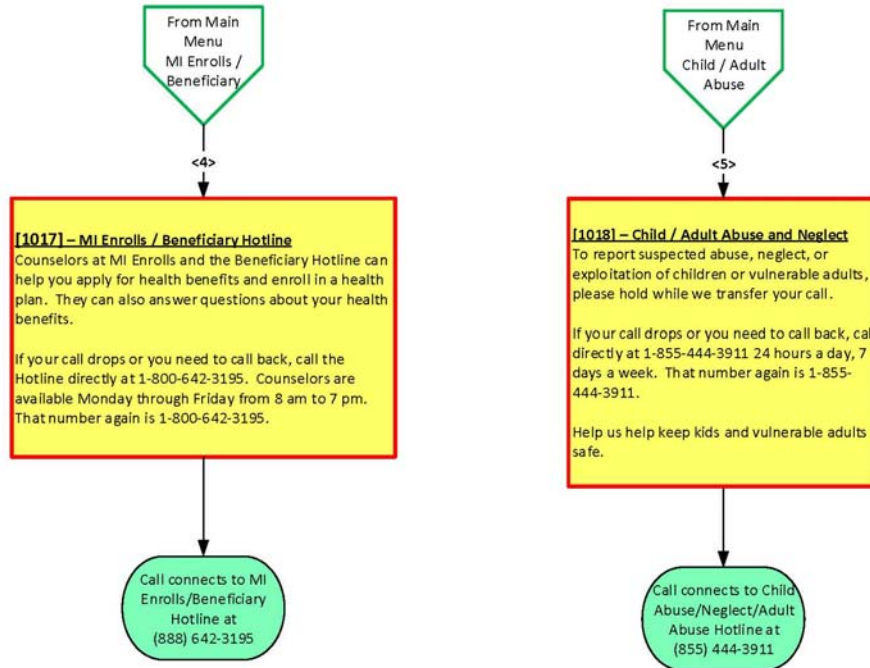 From Main
Menu
MI Enrolls /
Beneficiary
<4>
[1017] – MI Enrolls / Beneficiary Hotline
Counselors at MI Enrolls and the Beneficiary Hotline can
help you apply for health benefits and enroll in a health
plan. They can also answer questions about your health
benefits.
If your call drops or you need to call back, call the
Hotline directly at 1-800-642-3195. Counselors are
available Monday through Friday from 8 am to 7 pm.
That number again is 1-800-642-3195.
Call connects to MI
Enrolls/Beneficiary
Hotline at
(888) 642-3195
From Main
Menu
Child / Adult
Abuse
<5>
[1018] – Child / Adult Abuse and Neglect
To report suspected abuse, neglect, or
exploitation of children or vulnerable adults,
please hold while we transfer your call.
If your call drops or you need to call back,
directly at 1-855-444-3911 24 hours a day, 7
days a week. That number again is 1-855-
444-3911.
Help us help keep kids and vulnerable adults
safe.
Call connects to Child
Abuse/Neglect/Adult
Abuse Hotline at
(855) 444-3911